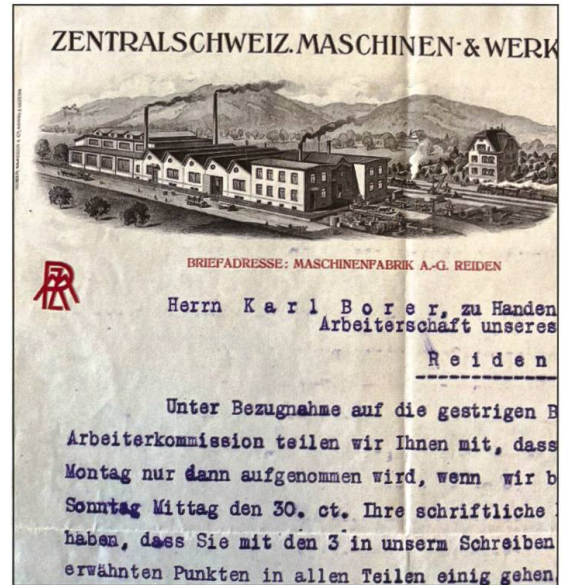 ZENTRALSCHWEIZ. MASCHINEN- & WERK
BRIEFADRESSE: MASCHINENFABRIK A.-G. REIDEN
Herrn Karl Borer, zu Handen
Arbeiterschaft unseres
Reiden
Unter Bezugnahme auf die gestrigen B
Arbeiterkommission teilen wir Ihnen mit, dass
Montag nur dann aufgenommen wird, wenn wir b
Sonntag Mittag den 30. ct. Ihre schriftliche
haben, dass Sie mit den 3 in unserm Schreiben
erwähnten Punkten in allen Teilen einig gehen.